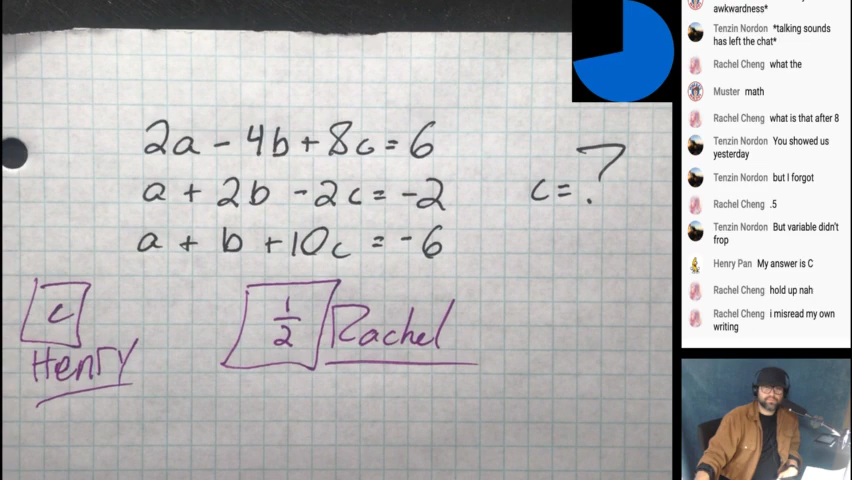 2a - 4b + 8c = 6
a + 2b - 2c = -2
a + b + 10c = -6
c = ?
c
Henry
1/2 Rachel
awkwardness*
Tenzin Nordon *talking sounds
has left the chat*
Rachel Cheng what the
Muster math
Rachel Cheng what is that after 8
Tenzin Nordon You showed us
yesterday
Tenzin Nordon but I forgot
Rachel Cheng .5
Tenzin Nordon But variable didn't
frop
Henry Pan My answer is C
Rachel Cheng hold up nah
Rachel Cheng i misread my own
writing